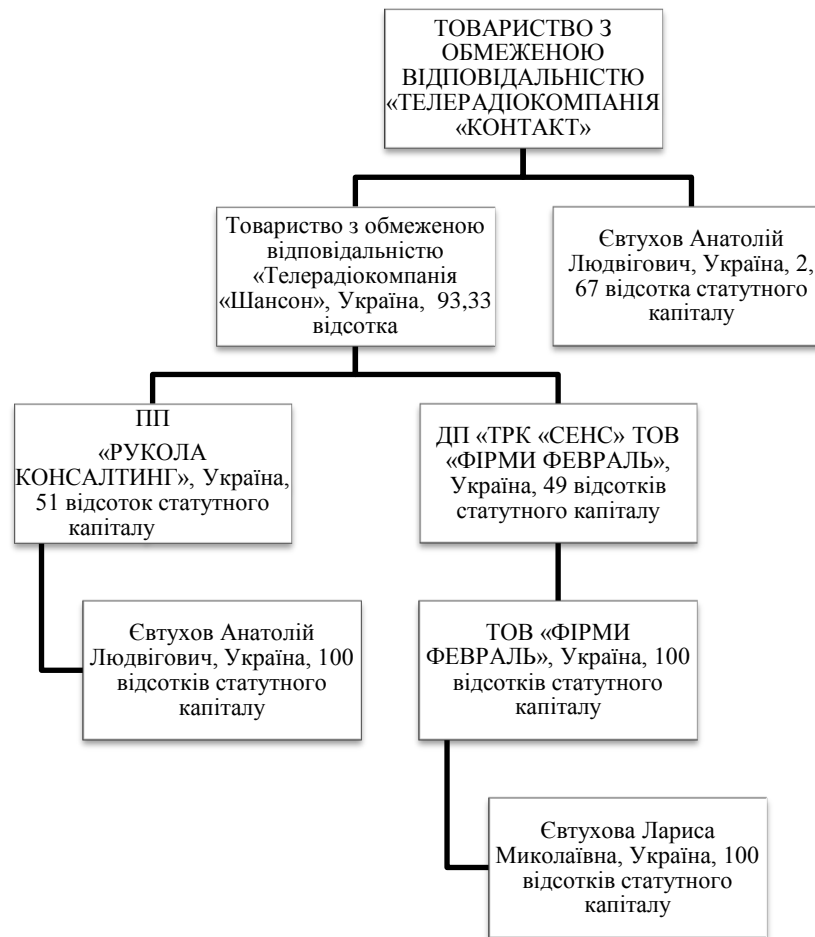 ТОВАРИСТВО З
ОБМЕЖЕНОЮ
ВІДПОВІДАЛЬНІСТЮ
«ТЕЛЕРАДІОКОМПАНІЯ
«КОНТАКТ»
Товариство з обмеженою
відповідальністю
«Телерадіокомпанія
«Шансон», Україна, 93,33
відсотка
Євтухов Анатолій
Людвігович, Україна, 2,
67 відсотка статутного
капіталу
ПП
«РУКОЛА
КОНСАЛТИНГ», Україна,
51 відсоток статутного
капіталу
ДП «ТРК «СЕНС» ТОВ
«ФІРМИ ФЕВРАЛЬ»,
Україна, 49 відсотків
статутного капіталу
Євтухов Анатолій
Людвігович, Україна, 100
відсотків статутного
капіталу
ТОВ «ФІРМИ
ФЕВРАЛЬ», Україна, 100
відсотків статутного
капіталу
Євтухова Лариса
Миколаївна, Україна, 100
відсотків статутного
капіталу